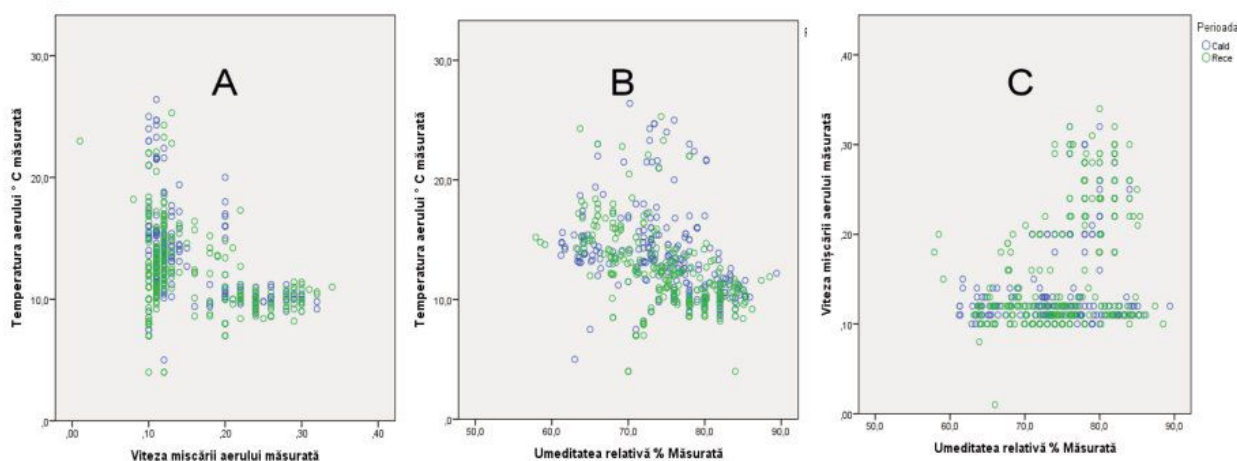 A
Temperatura aerului ° C măsurată
30,0
20,0
10,0
,0
,00
,10
,20
,30
,40
Viteza mișcării aerului măsurată
B
Temperatura aerului ° C măsurată
30,0
20,0
10,0
,0
50,0
60,0
70,0
80,0
90,0
Umeditatea relativă % Măsurată
C
Viteza mișcării aerului măsurată
,40
,30
,20
,10
,00
50,0
60,0
70,0
80,0
90,0
Umeditatea relativă % Măsurată
Perioada
Cald
Rece